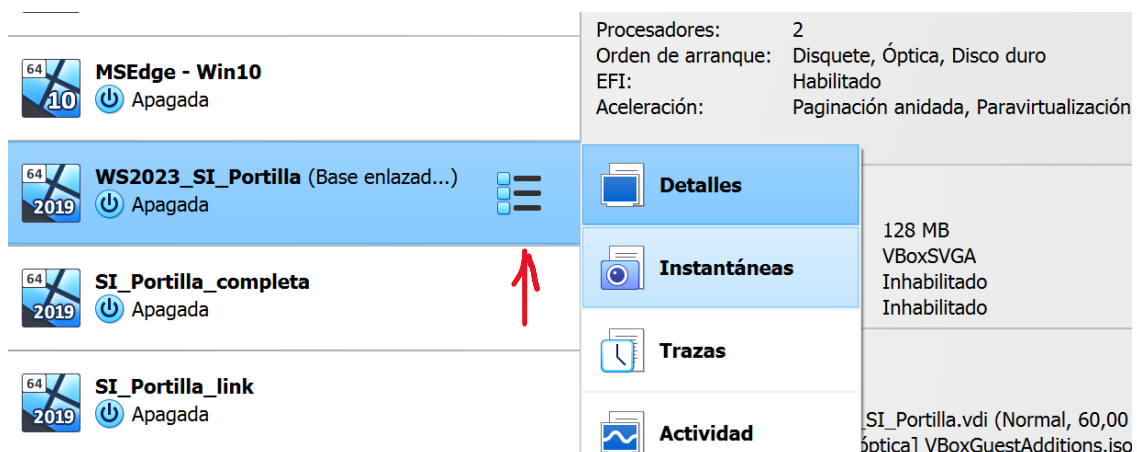 64
10
MSEdge - Win10
Apagada
64
2019
WS2023_SI_Portilla (Base enlazad...)
Apagada
64
2019
SI_Portilla_completa
Apagada
64
2019
SI_Portilla_link
Apagada
Procesadores: 2
Orden de arranque: Disquete, Óptica, Disco duro
EFI: Habilitado
Aceleración: Paginación anidada, Paravirtualización
Detalles
Instantáneas
Trazas
Actividad
128 MB
VBoxSVGA
Inhabilitado
Inhabilitado
_SI_Portilla.vdi (Normal, 60,00
óptica] VBoxGuestAdditions.iso